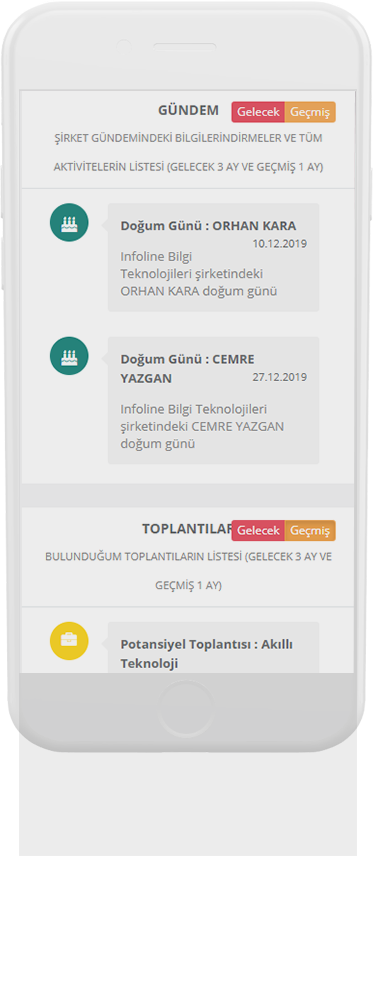 GÜNDEM
Gelecek Geçmiş
ŞİRKET GÜNDEMİNDEKİ BİLGİLERİNDİRMELER VE TÜM
AKTİVİTELERİN LİSTESİ (GELECEK 3 AY VE GEÇMİŞ 1 AY)
Doğum Günü : ORHAN KARA
10.12.2019
Infoline Bilgi
Teknolojileri şirketindeki
ORHAN KARA doğum günü
Doğum Günü : CEMRE
YAZGAN
27.12.2019
Infoline Bilgi Teknolojileri
şirketindeki CEMRE YAZGAN
doğum günü
TOPLANTILAR
Gelecek Geçmiş
BULUNDUĞUM TOPLANTILARIN LİSTESİ (GELECEK 3 AY VE
GEÇMİŞ 1 AY)
Potansiyel Toplantısı : Akıllı
Teknoloji